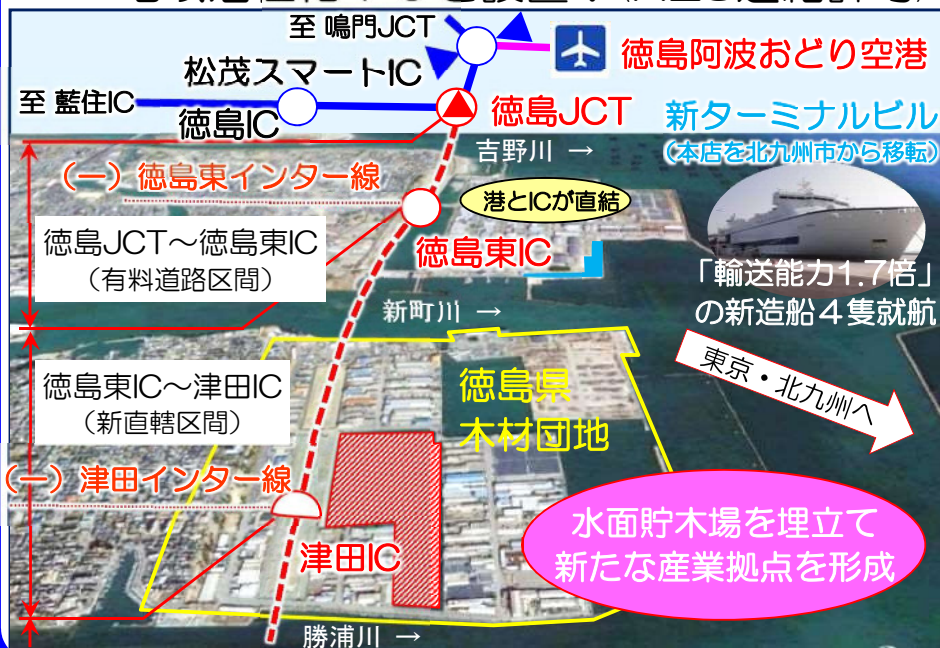 至 鳴門JCT
徳島阿波おどり空港
松茂スマートIC
至 藍住IC
徳島IC
徳島JCT
新ターミナルビル
(本店を北九州市から移転)
吉野川 →
(一)徳島東インター線
港とICが直結
徳島JCT～徳島東IC
(有料道路区間)
徳島東IC
「輸送能力1.7倍」
の新造船４隻就航
新町川 →
東京・北九州へ
徳島県
木材団地
徳島東IC～津田IC
(新直轄区間)
(一)津田インター線
津田IC
水面貯木場を埋立て
新たな産業拠点を形成
勝浦川 →